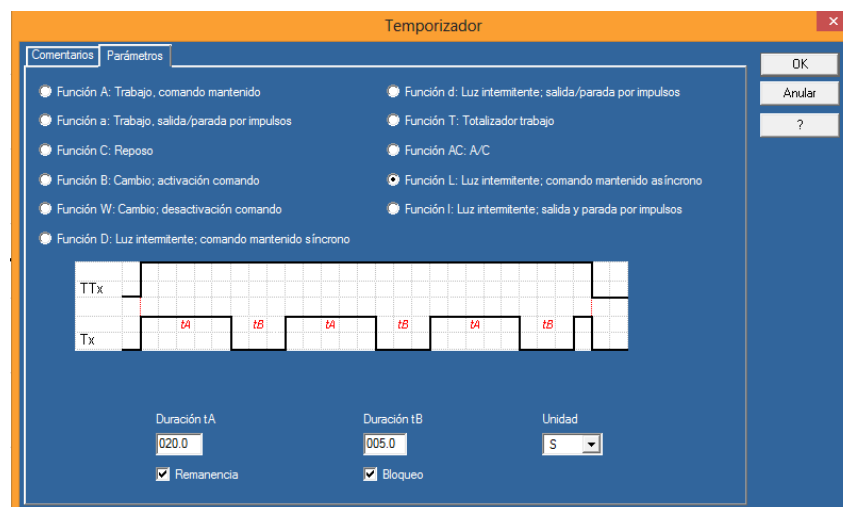 Temporizador
Comentarios Parámetros
OK
Anular
?
Función A: Trabajo, comando mantenido
Función a: Trabajo, salida/parada por impulsos
Función C: Reposo
Función B: Cambio; activación comando
Función W: Cambio; desactivación comando
Función D: Luz intermitente; comando mantenido síncrono
Función d: Luz intermitente; salida/parada por impulsos
Función T: Totalizador trabajo
Función AC: A/C
Función L: Luz intermitente; comando mantenido asíncrono
Función l: Luz intermitente; salida y parada por impulsos
TTx
Tx
tA tB tA tB tA tB
Duración tA Duración tB Unidad
020.0 005.0 S
Remanencia Bloqueo